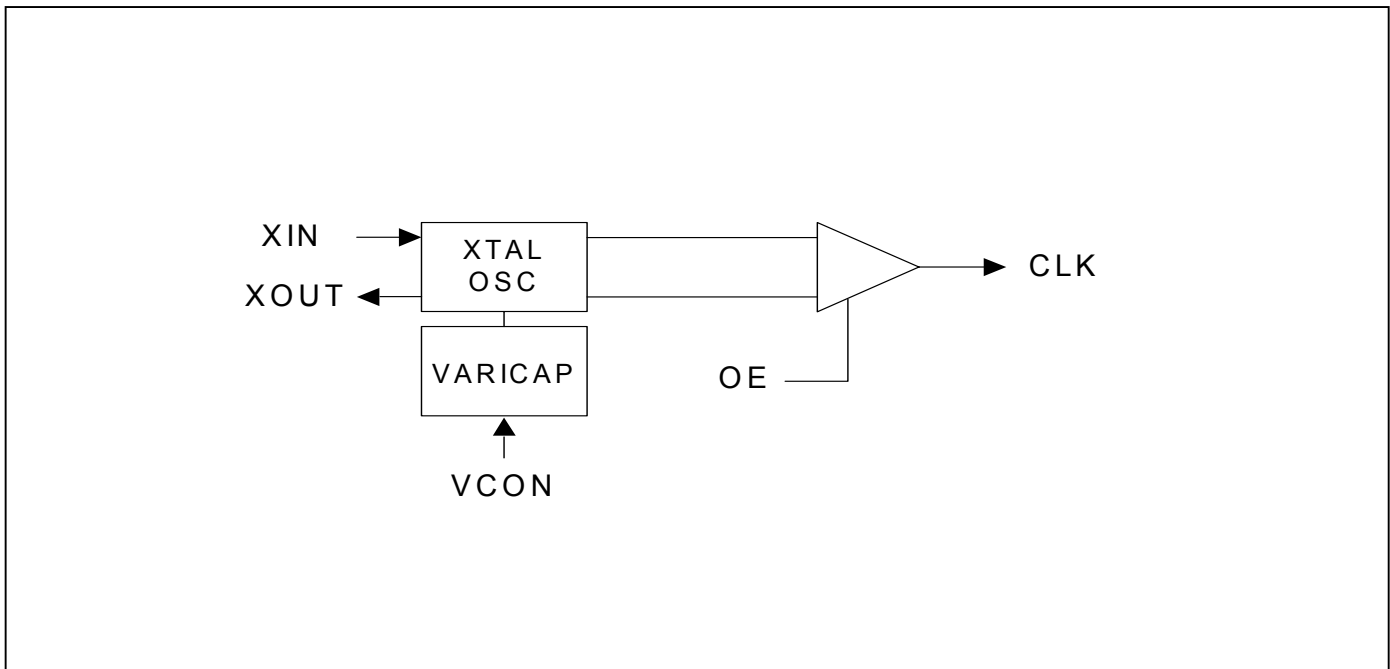 XIN
XOUT
XTAL
OSC
VARICAP
VCON
OE
CLK